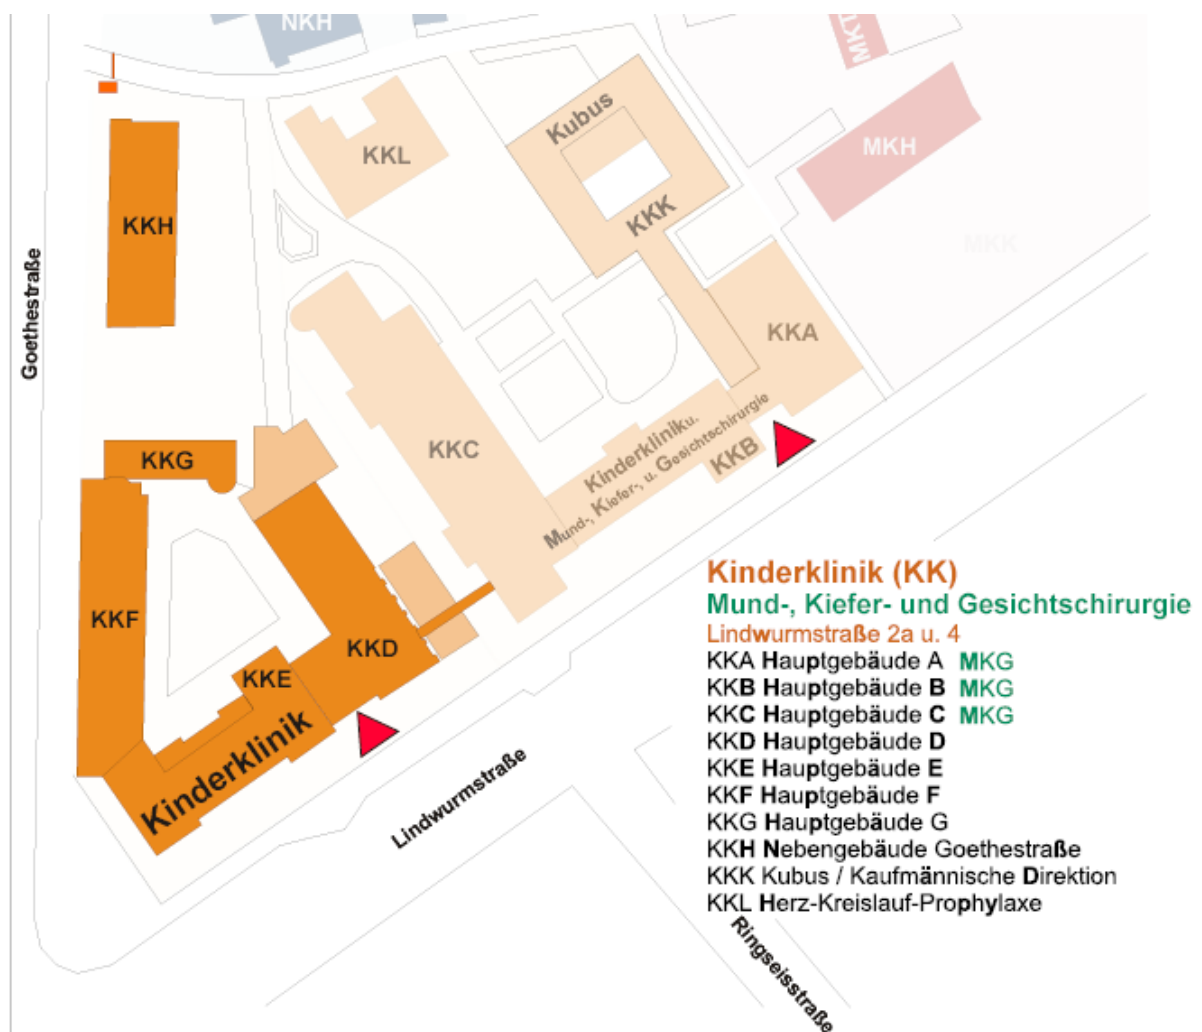 NKH
MKT
Kubus
MKH
KKL
KKK
KKH
MKK
Goethestraße
KKA
Kinderklinik u.
Mund-, Kiefer-, u. Gesichtschirurgie
KKC
KKB
KKG
KKF
KKD
KKE
Kinderklinik
Lindwurmstraße
Ringseisstraße
Kinderklinik (KK)
Mund-, Kiefer- und Gesichtschirurgie
Lindwurmstraße 2a u. 4
KKA Hauptgebäude A MKG
KKB Hauptgebäude B MKG
KKC Hauptgebäude C MKG
KKD Hauptgebäude D
KKE Hauptgebäude E
KKF Hauptgebäude F
KKG Hauptgebäude G
KKH Nebengebäude Goethestraße
KKK Kubus / Kaufmännische Direktion
KKL Herz-Kreislauf-Prophylaxe